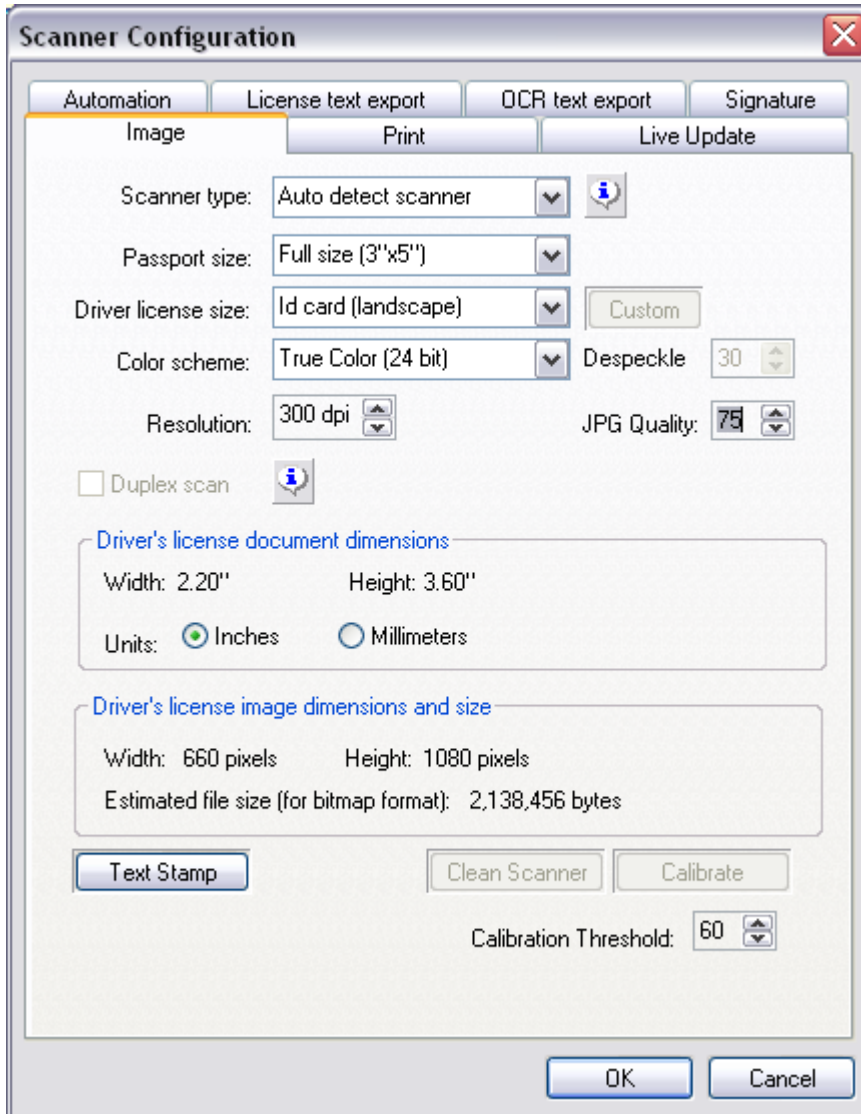 Scanner Configuration
Automation License text export OCR text export Signature
Image Print Live Update
Scanner type: Auto detect scanner
Passport size: Full size (3"x5")
Driver license size: Id card (landscape) Custom
Color scheme: True Color (24 bit) Despeckle 30
Resolution: 300 dpi JPG Quality: 75
Duplex scan
Driver's license document dimensions
Width: 2.20" Height: 3.60"
Units: Inches Millimeters
Driver's license image dimensions and size
Width: 660 pixels Height: 1080 pixels
Estimated file size (for bitmap format): 2,138,456 bytes
Text Stamp Clean Scanner Calibrate
Calibration Threshold: 60
OK Cancel